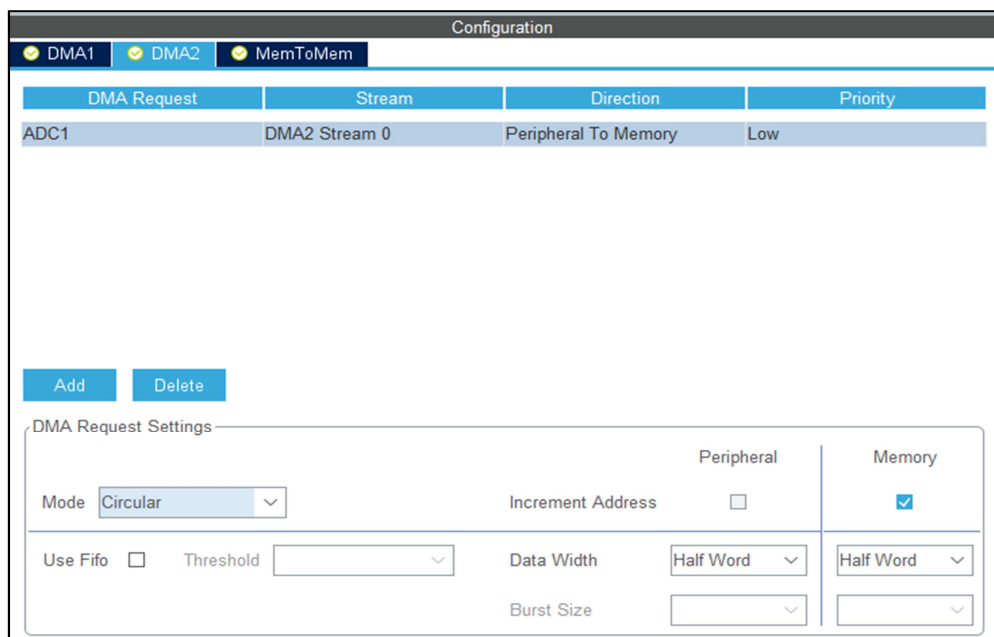 Configuration
DMA1 DMA2 MemToMem
DMA Request Stream Direction Priority
ADC1 DMA2 Stream 0 Peripheral To Memory Low
Add Delete
DMA Request Settings
Peripheral Memory
Mode Circular Increment Address
Use Fifo Threshold Data Width Half Word Half Word
Burst Size